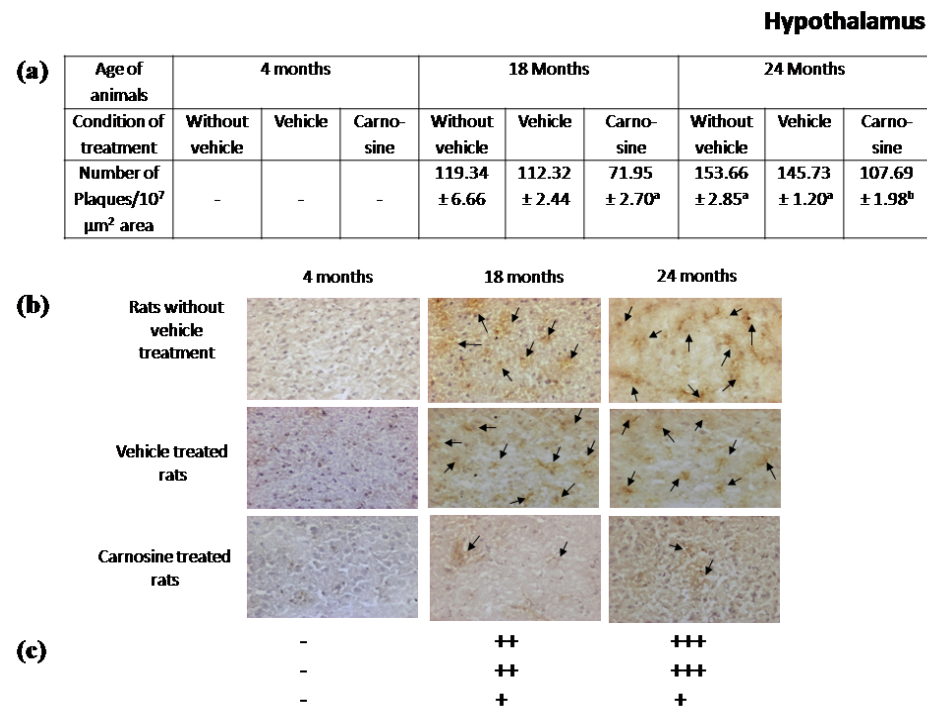 Hypothalamus
(a)
Age of animals | 4 months | 18 Months | 24 Months
Condition of treatment | Without vehicle | Vehicle | Carno-sine | Without vehicle | Vehicle | Carno-sine | Without vehicle | Vehicle | Carno-sine
Number of Plaques/10⁷ µm² area | - | - | - | 119.34 ± 6.66 | 112.32 ± 2.44 | 71.95 ± 2.70ᵃ | 153.66 ± 2.85ᵃ | 145.73 ± 1.20ᵃ | 107.69 ± 1.98ᵇ
4 months 18 months 24 months
(b)
Rats without
vehicle
treatment
Vehicle treated
rats
Carnosine treated
rats
(c)
- ++ +++
- ++ +++
- + +